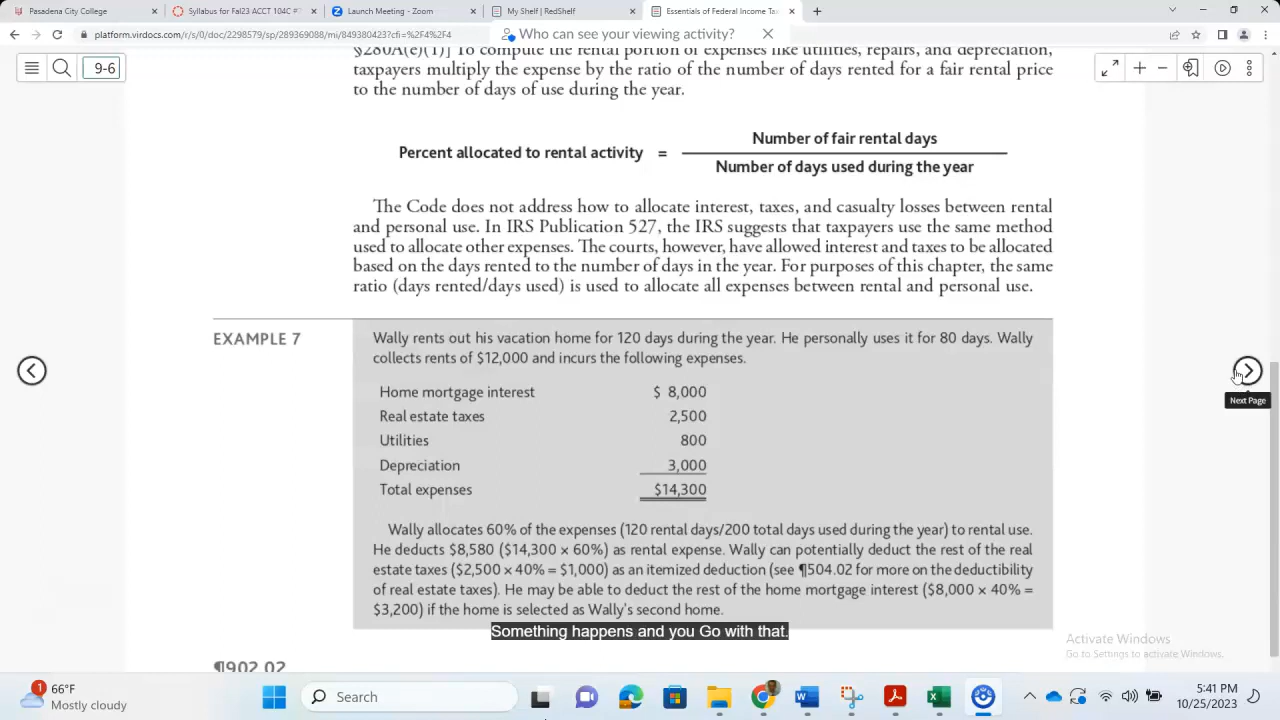 Pasadena City College
Syllabus for Fal23 ACCT 104C #
Launch Meeting - Zoom
My Shelf | RedShelf
Essentials of Federal Income Tax
platform.virdocs.com/r/s/0/doc/2298579/sp/289369088/mi/849380423?cfi=%2F4%2F4
Who can see your viewing activity?
9-6
§280A(e)(1)] To compute the rental portion of expenses like utilities, repairs, and depreciation,
taxpayers multiply the expense by the ratio of the number of days rented for a fair rental price
to the number of days of use during the year.
Percent allocated to rental activity = Number of fair rental days
Number of days used during the year
The Code does not address how to allocate interest, taxes, and casualty losses between rental
and personal use. In IRS Publication 527, the IRS suggests that taxpayers use the same method
used to allocate other expenses. The courts, however, have allowed interest and taxes to be allocated
based on the days rented to the number of days in the year. For purposes of this chapter, the same
ratio (days rented/days used) is used to allocate all expenses between rental and personal use.
EXAMPLE 7
Wally rents out his vacation home for 120 days during the year. He personally uses it for 80 days. Wally
collects rents of $12,000 and incurs the following expenses.
Home mortgage interest $ 8,000
Real estate taxes 2,500
Utilities 800
Depreciation 3,000
Total expenses $14,300
Wally allocates 60% of the expenses (120 rental days/200 total days used during the year) to rental use.
He deducts $8,580 ($14,300 × 60%) as rental expense. Wally can potentially deduct the rest of the real
estate taxes ($2,500 × 40% = $1,000) as an itemized deduction (see ¶504.02 for more on the deductibility
of real estate taxes). He may be able to deduct the rest of the home mortgage interest ($8,000 × 40% =
$3,200) if the home is selected as Wally's second home.
Next Page
Something happens and you Go with that.
¶902.02
Activate Windows
Go to Settings to activate Windows.
1
66°F
Mostly cloudy
Search
5:41 PM
10/25/2023